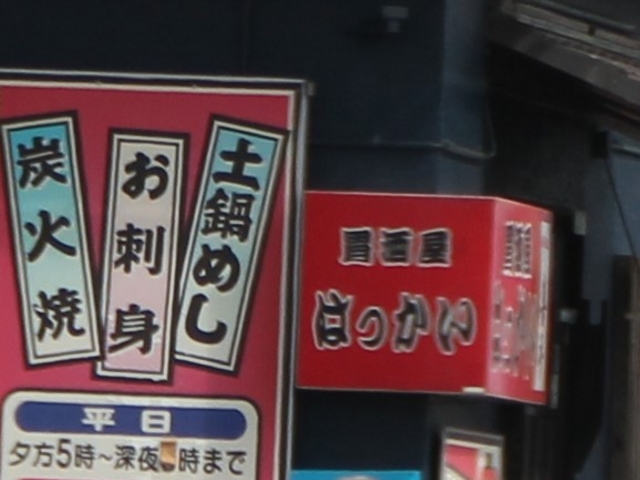 炭火焼
お刺身
土鍋めし
平日
夕方5時~深夜 時まで
居酒屋
はっかい